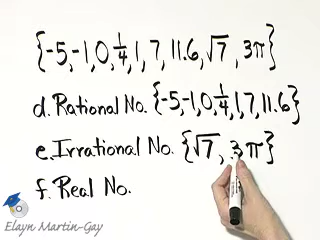 {-5,-1,0,1/4,1,7,11.6,√7,3π}
d. Rational No. {-5,-1,0,1/4,1,7,11.6}
e. Irrational No. {√7,3π}
f. Real No.
Elayn Martin-Gay